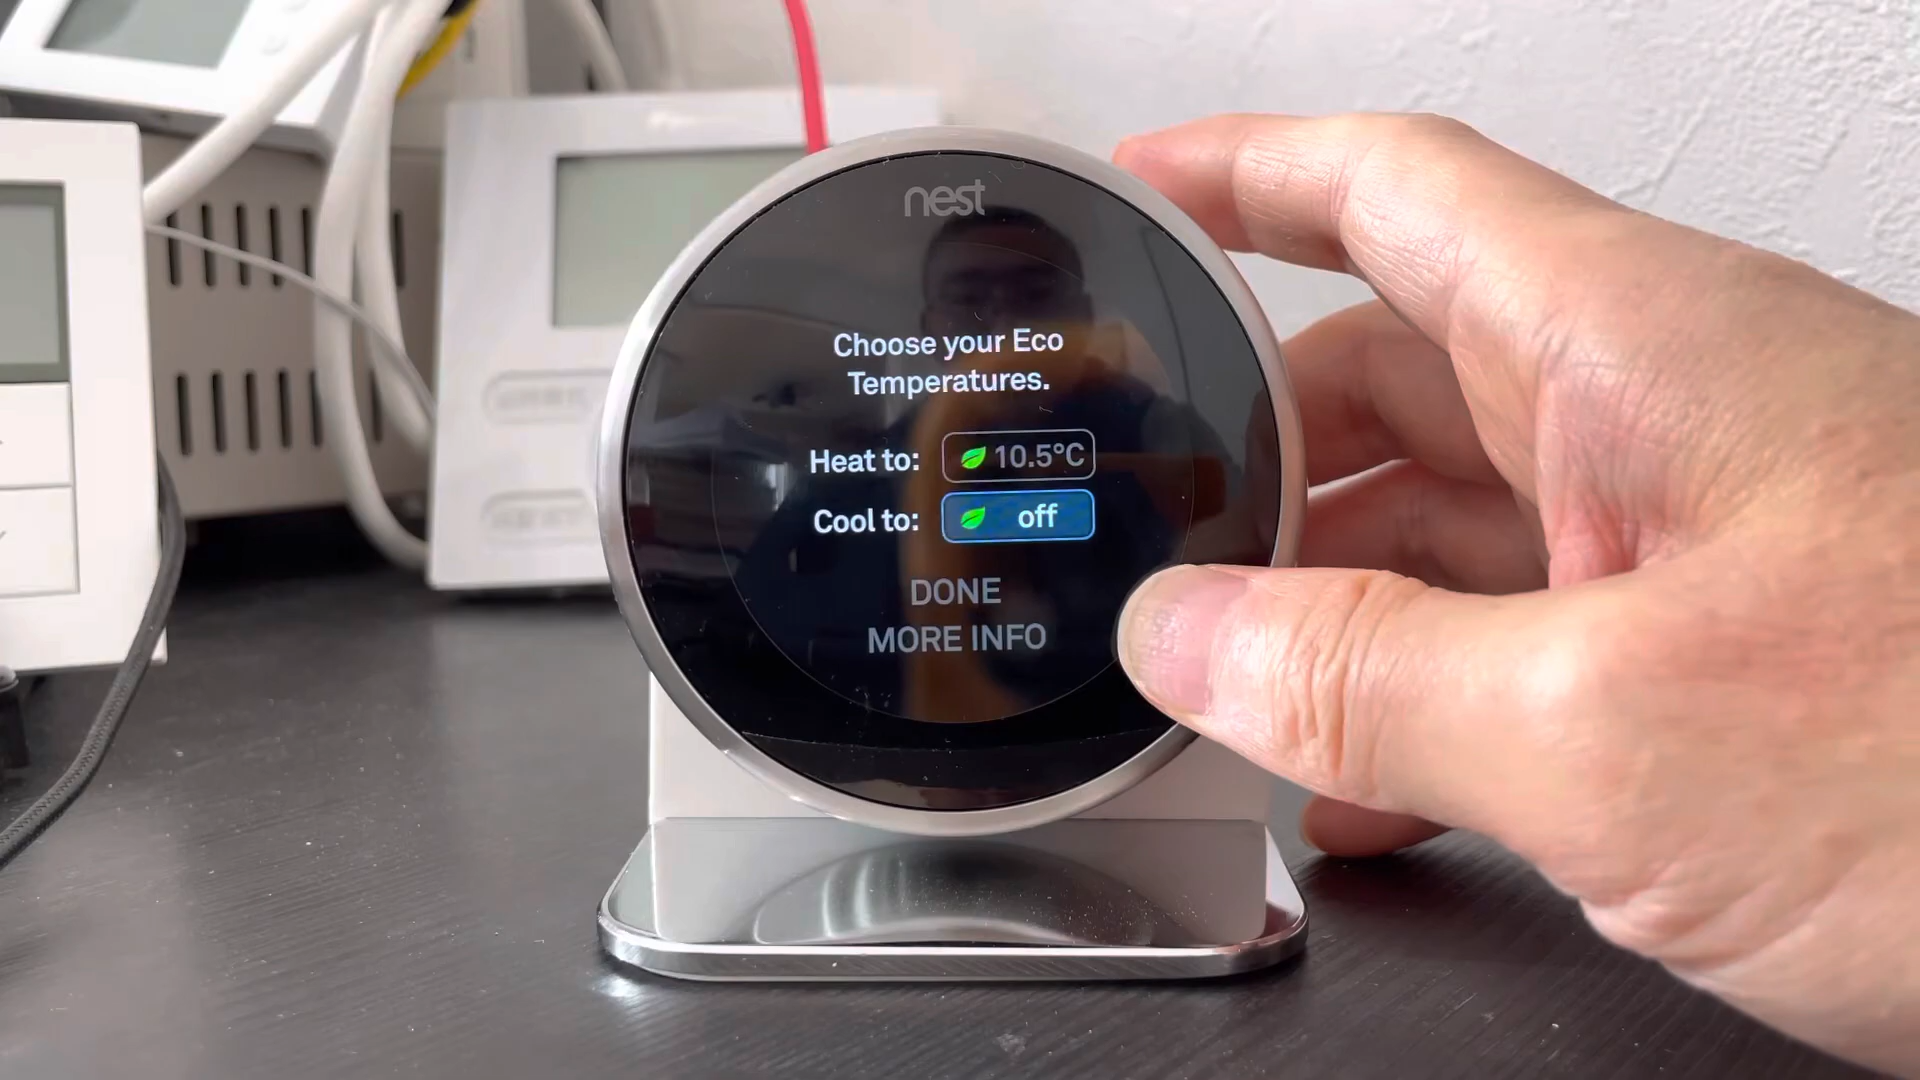 nest
Choose your Eco
Temperatures.
Heat to: 10.5°C
Cool to: off
DONE
MORE INFO